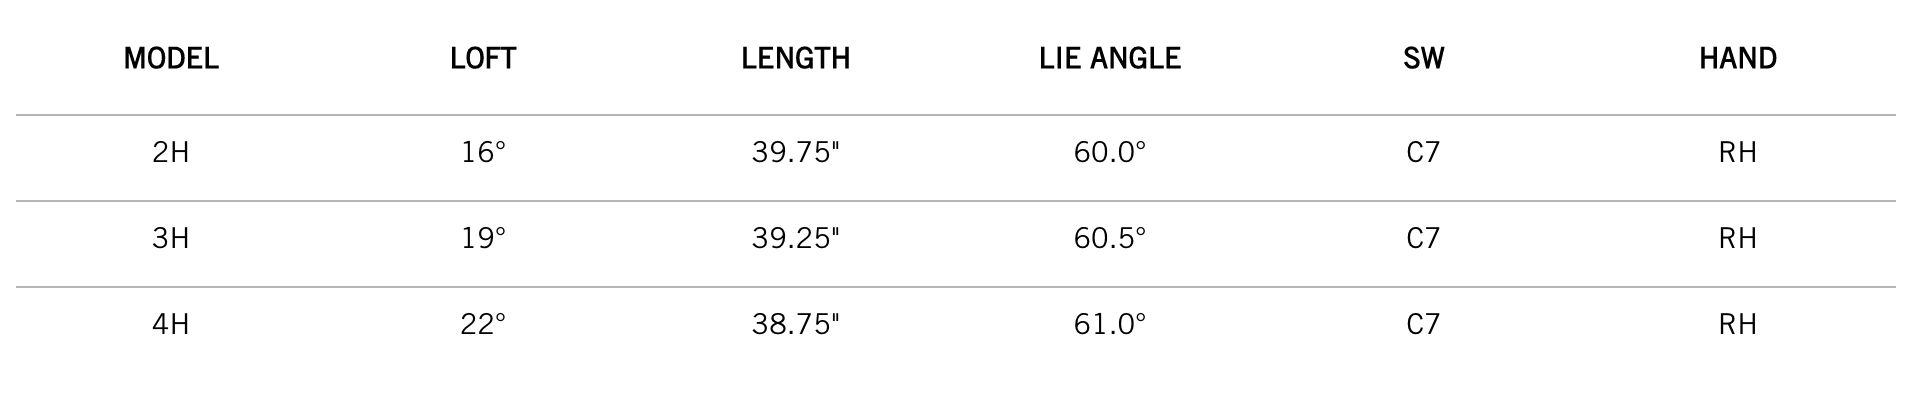 MODEL LOFT LENGTH LIE ANGLE SW HAND
2H 16° 39.75" 60.0° C7 RH
3H 19° 39.25" 60.5° C7 RH
4H 22° 38.75" 61.0° C7 RH